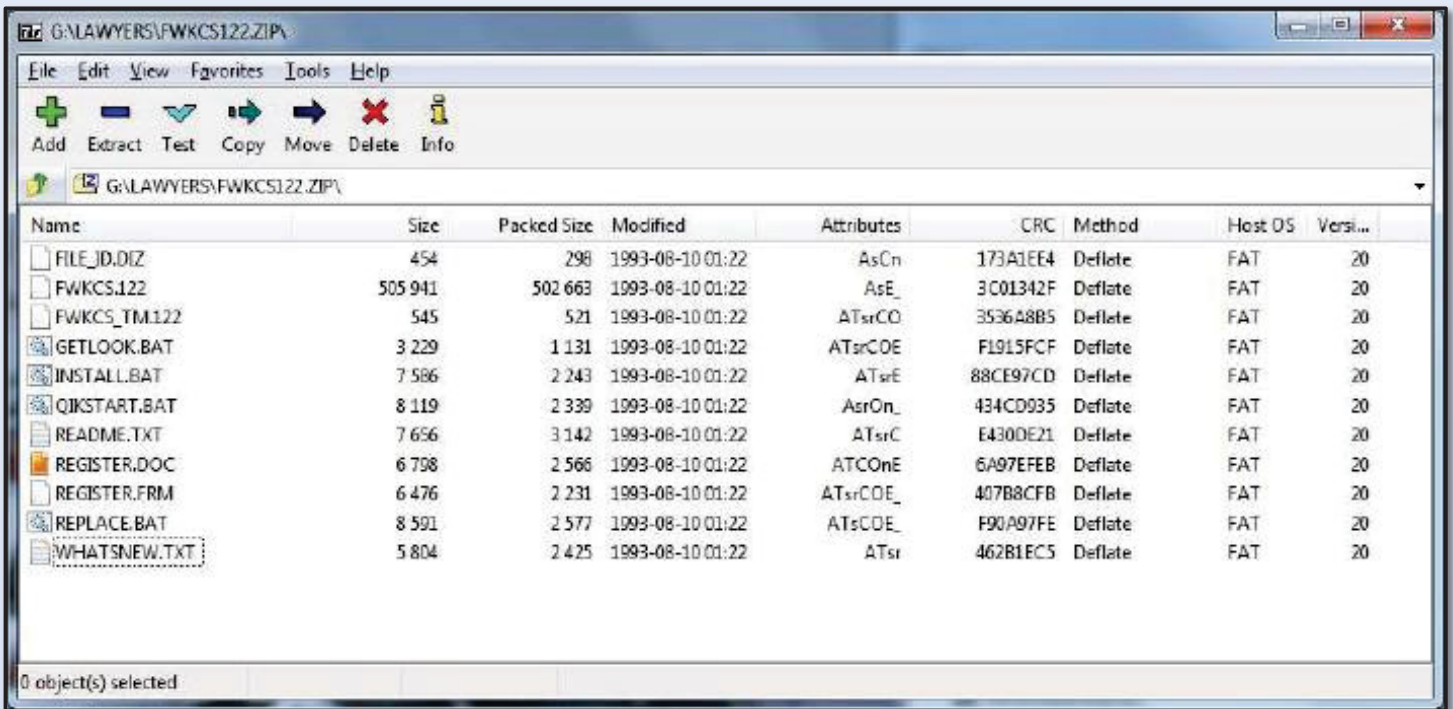 G:\LAWYERS\FWKCS122.ZIP\
File Edit View Favorites Tools Help
Add Extract Test Copy Move Delete Info
G:\LAWYERS\FWKCS122.ZIP\
Name Size Packed Size Modified Attributes CRC Method Host OS Versi...
FILE_ID.DIZ 454 298 1993-08-10 01:22 AsCn 173A1EE4 Deflate FAT 20
FWKCS.122 505 941 502 663 1993-08-10 01:22 AsE_ 3C01342F Deflate FAT 20
FWKCS_TM.122 545 521 1993-08-10 01:22 ATsrCO 3536A8B5 Deflate FAT 20
GETLOOK.BAT 3 229 1 131 1993-08-10 01:22 ATsrCOE F1915FCF Deflate FAT 20
INSTALL.BAT 7 586 2 243 1993-08-10 01:22 ATsrE 88CE97CD Deflate FAT 20
QIKSTART.BAT 8 119 2 339 1993-08-10 01:22 AsrOn_ 434CD935 Deflate FAT 20
README.TXT 7 656 3 142 1993-08-10 01:22 ATsrC E430DE21 Deflate FAT 20
REGISTER.DOC 6 798 2 566 1993-08-10 01:22 ATCOnE 6A97EFEB Deflate FAT 20
REGISTER.FRM 6 476 2 231 1993-08-10 01:22 ATsrCOE_ 407B8CFB Deflate FAT 20
REPLACE.BAT 8 591 2 577 1993-08-10 01:22 ATsCOE_ F90A97FE Deflate FAT 20
WHATSNEW.TXT 5 804 2 425 1993-08-10 01:22 ATsr 462B1EC5 Deflate FAT 20
0 object(s) selected